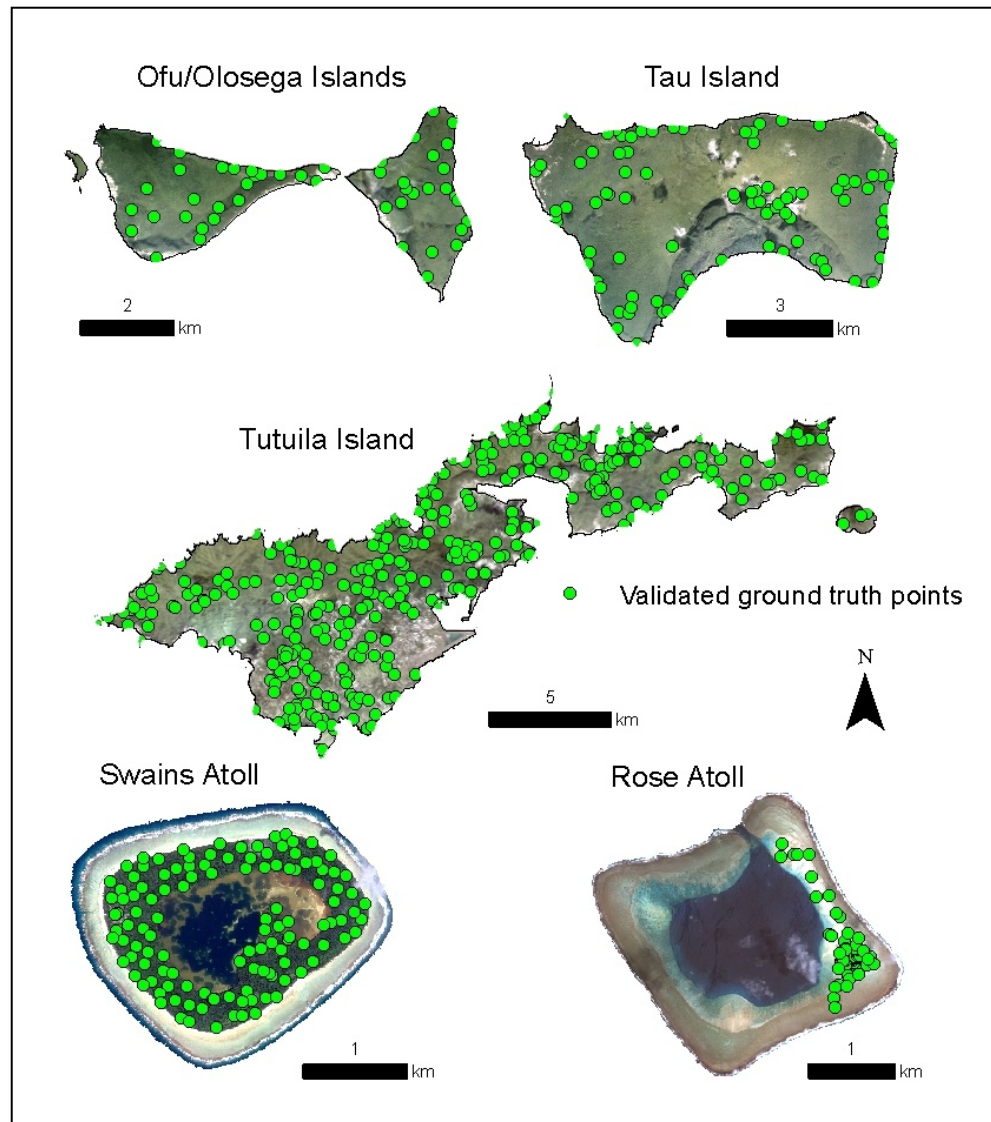 Ofu/Olosega Islands
Tau Island
2
km
3
km
Tutuila Island
Validated ground truth points
N
5
km
Swains Atoll
Rose Atoll
1
km
1
km